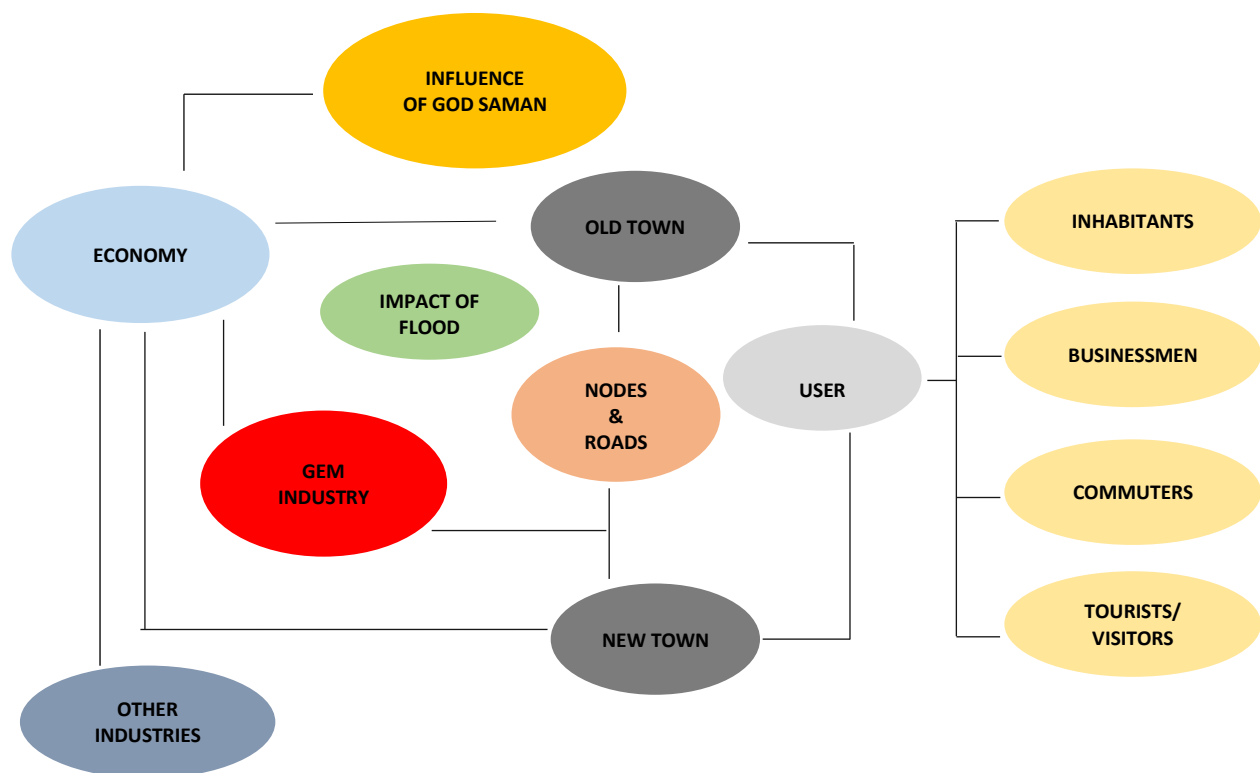 INFLUENCE
OF GOD SAMAN
ECONOMY
OLD TOWN
INHABITANTS
IMPACT OF
FLOOD
BUSINESSMEN
NODES
&
ROADS
USER
GEM
INDUSTRY
COMMUTERS
NEW TOWN
TOURISTS/
VISITORS
OTHER
INDUSTRIES